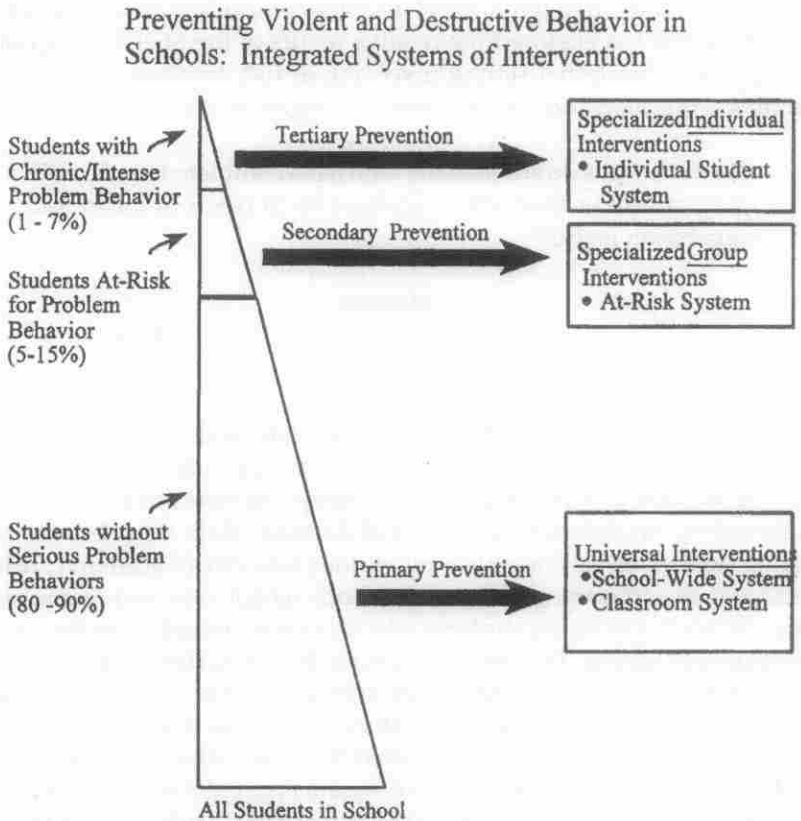 Preventing Violent and Destructive Behavior in
Schools: Integrated Systems of Intervention
Students with
Chronic/Intense
Problem Behavior
(1 - 7%)
Tertiary Prevention
Specialized Individual
Interventions
• Individual Student
System
Students At-Risk
for Problem
Behavior
(5-15%)
Secondary Prevention
Specialized Group
Interventions
• At-Risk System
Students without
Serious Problem
Behaviors
(80 -90%)
Primary Prevention
Universal Interventions
•School-Wide System
•Classroom System
All Students in School